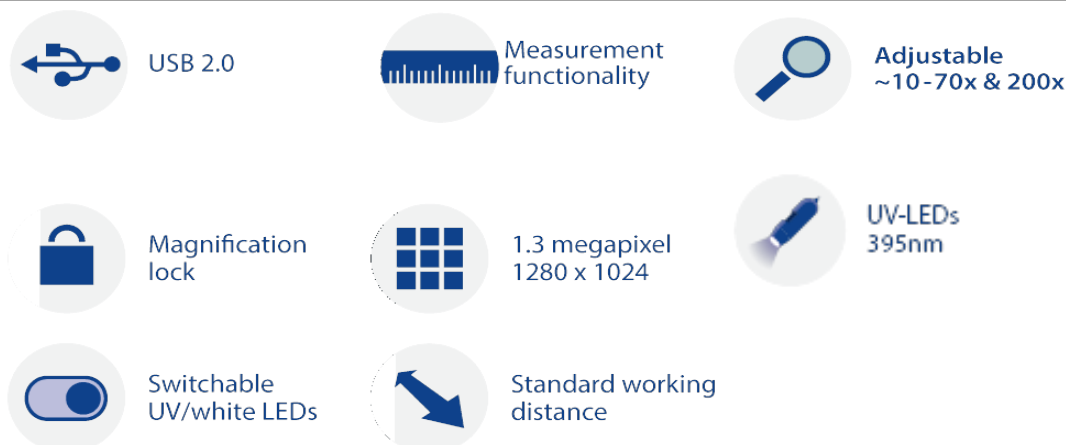 USB 2.0
Measurement
functionality
Adjustable
~10-70x & 200x
Magnification
lock
1.3 megapixel
1280 x 1024
UV-LEDs
395nm
Switchable
UV/white LEDs
Standard working
distance